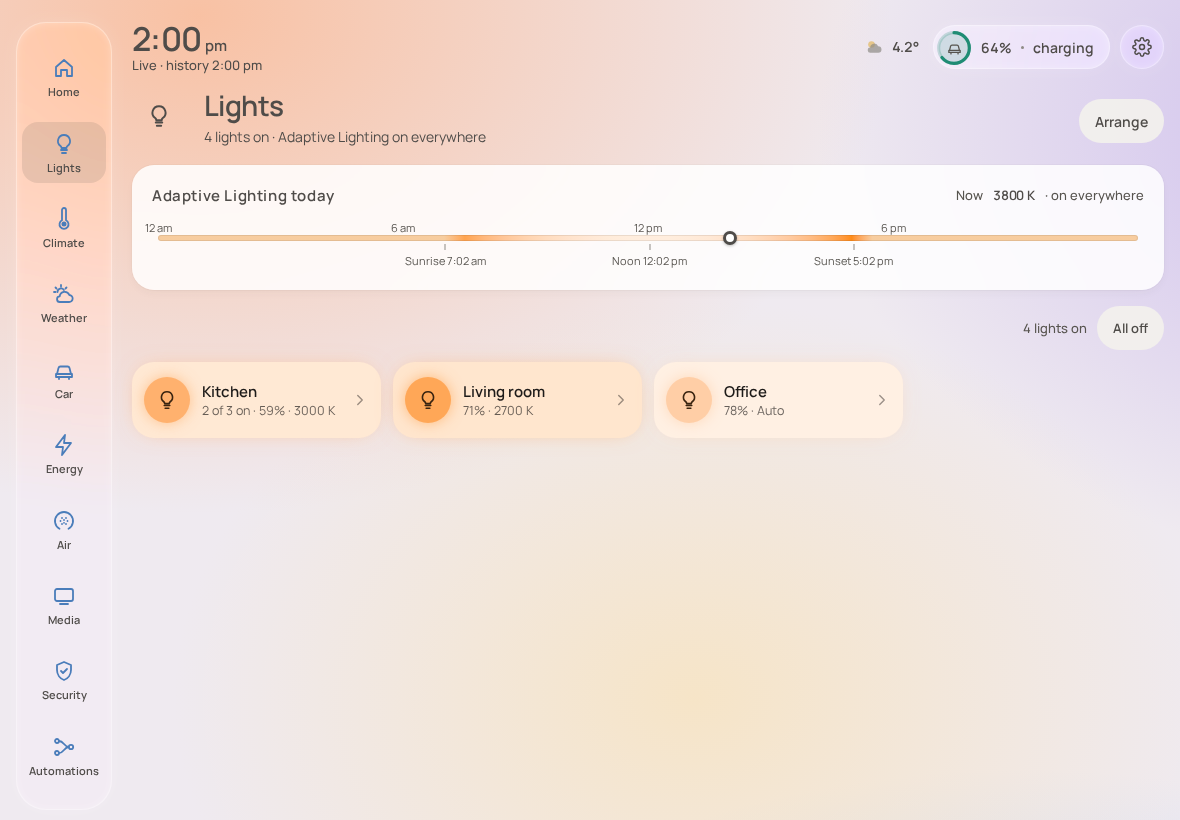 2:00 pm
Live · history 2:00 pm
4.2°
64% • charging
Home
Lights
Climate
Weather
Car
Energy
Air
Media
Security
Automations
Lights
4 lights on · Adaptive Lighting on everywhere
Arrange
Adaptive Lighting today
Now 3800 K · on everywhere
12 am
6 am
12 pm
6 pm
Sunrise 7:02 am
Noon 12:02 pm
Sunset 5:02 pm
4 lights on
All off
Kitchen
2 of 3 on · 59% · 3000 K
Living room
71% · 2700 K
Office
78% · Auto